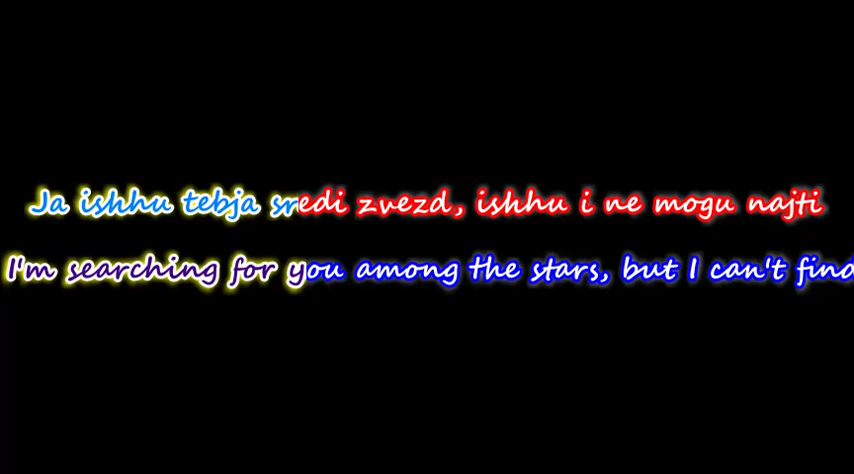 Ja ishhu tebja sredi zvezd, ishhu i ne mogu najti
I'm searching for you among the stars, but I can't find